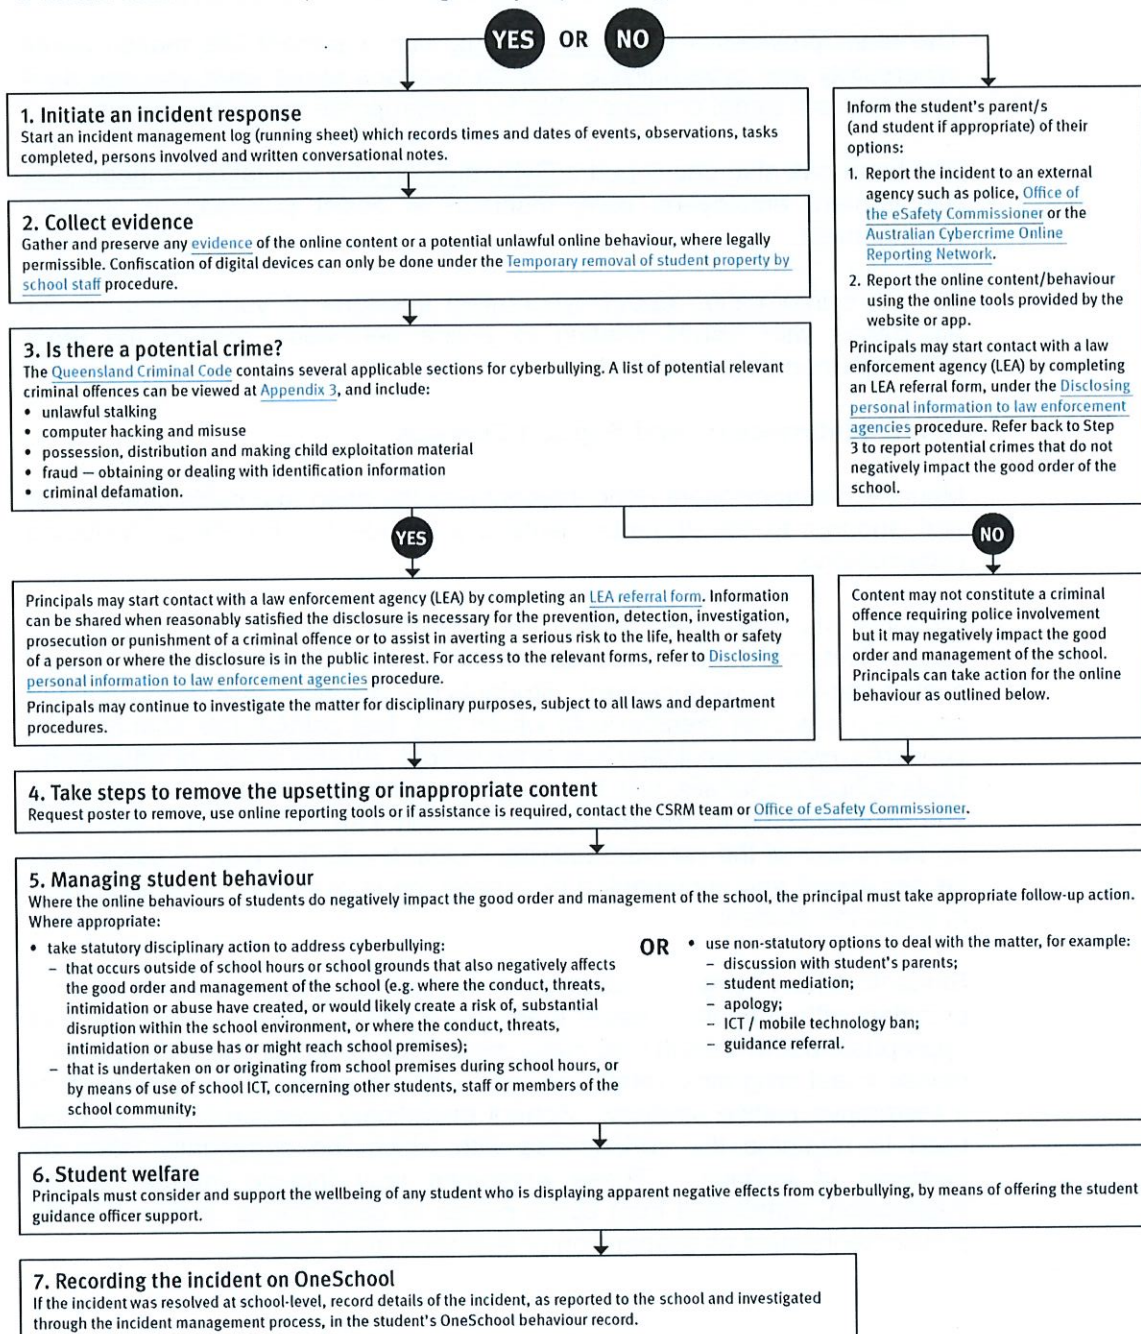 YES OR NO
1. Initiate an incident response
Start an incident management log (running sheet) which records times and dates of events, observations, tasks
completed, persons involved and written conversational notes.
2. Collect evidence
Gather and preserve any evidence of the online content or a potential unlawful online behaviour, where legally
permissible. Confiscation of digital devices can only be done under the Temporary removal of student property by
school staff procedure.
3. Is there a potential crime?
The Queensland Criminal Code contains several applicable sections for cyberbullying. A list of potential relevant
criminal offences can be viewed at Appendix 3, and include:
• unlawful stalking
• computer hacking and misuse
• possession, distribution and making child exploitation material
• fraud — obtaining or dealing with identification information
• criminal defamation.
Inform the student's parent/s
(and student if appropriate) of their
options:
1. Report the incident to an external
agency such as police, Office of
the eSafety Commissioner or the
Australian Cybercrime Online
Reporting Network.
2. Report the online content/behaviour
using the online tools provided by the
website or app.
Principals may start contact with a law
enforcement agency (LEA) by completing
an LEA referral form, under the Disclosing
personal information to law enforcement
agencies procedure. Refer back to Step
3 to report potential crimes that do not
negatively impact the good order of the
school.
YES
NO
Principals may start contact with a law enforcement agency (LEA) by completing an LEA referral form. Information
can be shared when reasonably satisfied the disclosure is necessary for the prevention, detection, investigation,
prosecution or punishment of a criminal offence or to assist in averting a serious risk to the life, health or safety
of a person or where the disclosure is in the public interest. For access to the relevant forms, refer to Disclosing
personal information to law enforcement agencies procedure.
Principals may continue to investigate the matter for disciplinary purposes, subject to all laws and department
procedures.
Content may not constitute a criminal
offence requiring police involvement
but it may negatively impact the good
order and management of the school.
Principals can take action for the online
behaviour as outlined below.
4. Take steps to remove the upsetting or inappropriate content
Request poster to remove, use online reporting tools or if assistance is required, contact the CSRM team or Office of eSafety Commissioner.
5. Managing student behaviour
Where the online behaviours of students do negatively impact the good order and management of the school, the principal must take appropriate follow-up action.
Where appropriate:
• take statutory disciplinary action to address cyberbullying:
– that occurs outside of school hours or school grounds that also negatively affects
the good order and management of the school (e.g. where the conduct, threats,
intimidation or abuse have created, or would likely create a risk of, substantial
disruption within the school environment, or where the conduct, threats,
intimidation or abuse has or might reach school premises);
– that is undertaken on or originating from school premises during school hours, or
by means of use of school ICT, concerning other students, staff or members of the
school community;
OR
• use non-statutory options to deal with the matter, for example:
– discussion with student's parents;
– student mediation;
– apology;
– ICT / mobile technology ban;
– guidance referral.
6. Student welfare
Principals must consider and support the wellbeing of any student who is displaying apparent negative effects from cyberbullying, by means of offering the student
guidance officer support.
7. Recording the incident on OneSchool
If the incident was resolved at school-level, record details of the incident, as reported to the school and investigated
through the incident management process, in the student's OneSchool behaviour record.